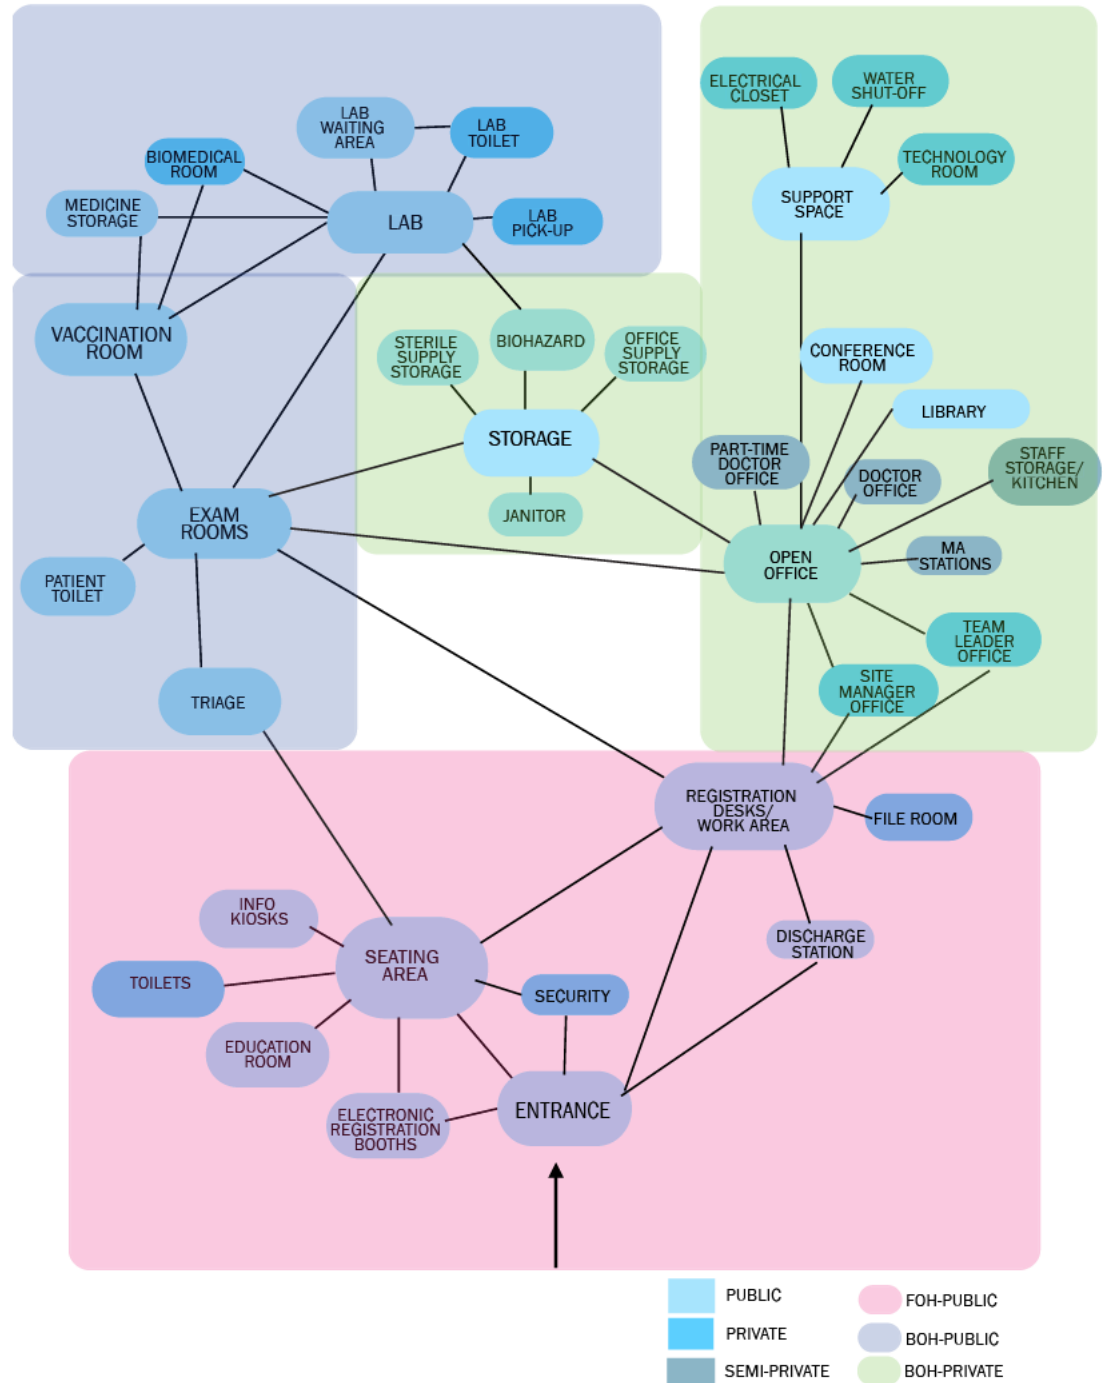 ELECTRICAL
CLOSET
WATER
SHUT-OFF
LAB
WAITING
AREA
LAB
TOILET
BIOMEDICAL
ROOM
TECHNOLOGY
ROOM
MEDICINE
STORAGE
LAB
LAB
PICK-UP
SUPPORT
SPACE
VACCINATION
ROOM
STERILE
SUPPLY
STORAGE
BIOHAZARD
OFFICE
SUPPLY
STORAGE
CONFERENCE
ROOM
LIBRARY
STORAGE
PART-TIME
DOCTOR
OFFICE
DOCTOR
OFFICE
STAFF
STORAGE/
KITCHEN
EXAM
ROOMS
JANITOR
OPEN
OFFICE
MA
STATIONS
PATIENT
TOILET
TEAM
LEADER
OFFICE
TRIAGE
SITE
MANAGER
OFFICE
REGISTRATION
DESKS/
WORK AREA
FILE ROOM
INFO
KIOSKS
SEATING
AREA
DISCHARGE
STATION
TOILETS
SECURITY
EDUCATION
ROOM
ELECTRONIC
REGISTRATION
BOOTHS
ENTRANCE
PUBLIC
PRIVATE
SEMI-PRIVATE
FOH-PUBLIC
BOH-PUBLIC
BOH-PRIVATE